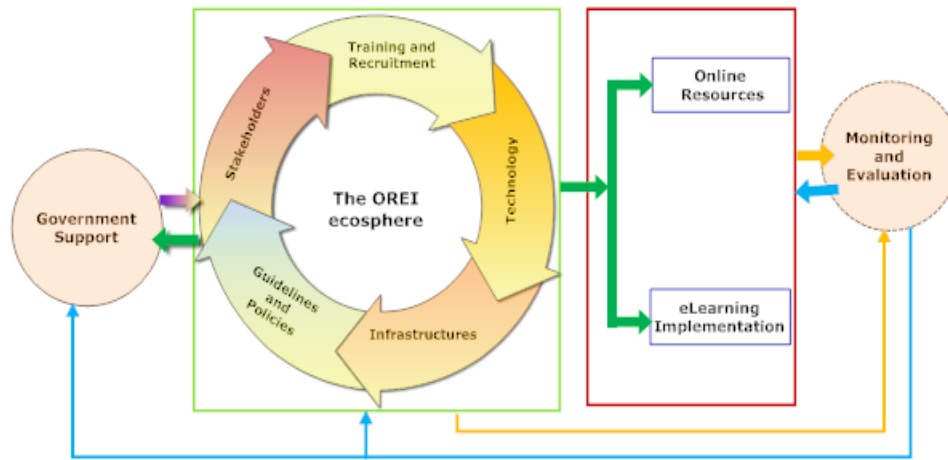 Government
Support
Stakeholders
Training and
Recruitment
Technology
Infrastructures
Guidelines
and
Policies
The OREI
ecosphere
Online
Resources
eLearning
Implementation
Monitoring
and
Evaluation